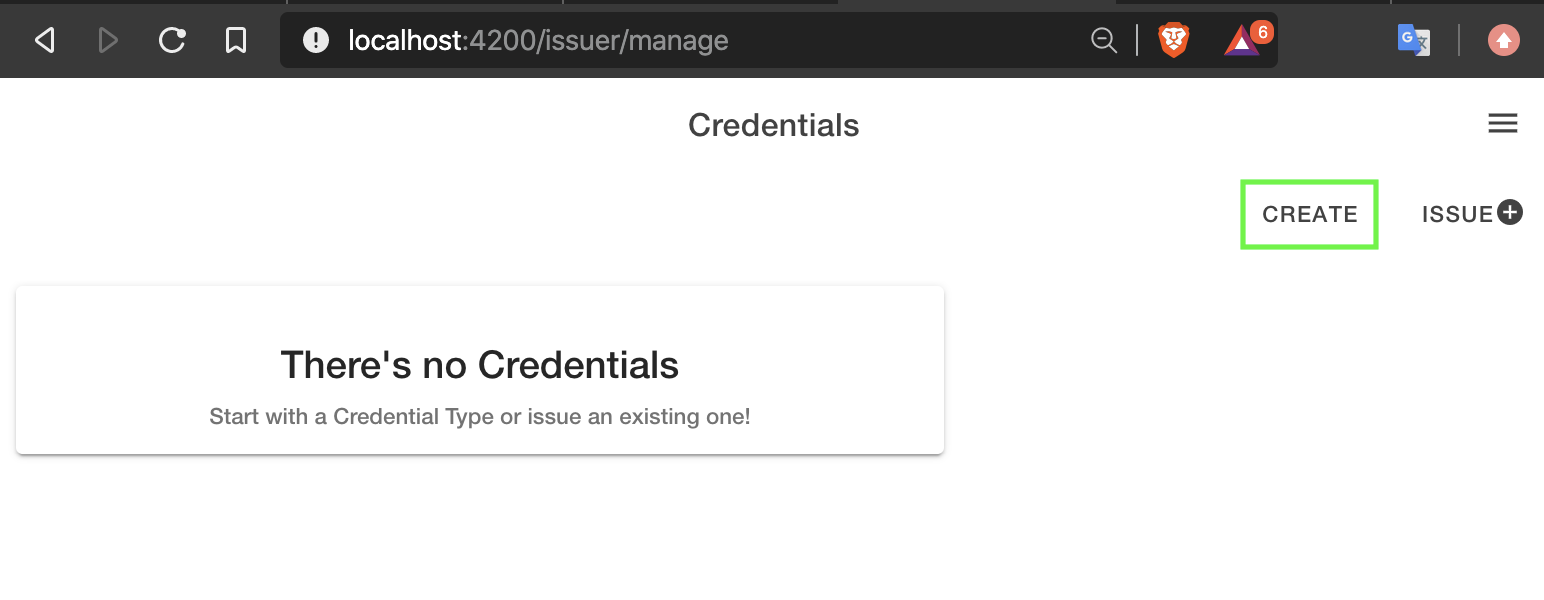 localhost:4200/issuer/manage
6
G 文
Credentials
CREATE
ISSUE
There's no Credentials
Start with a Credential Type or issue an existing one!